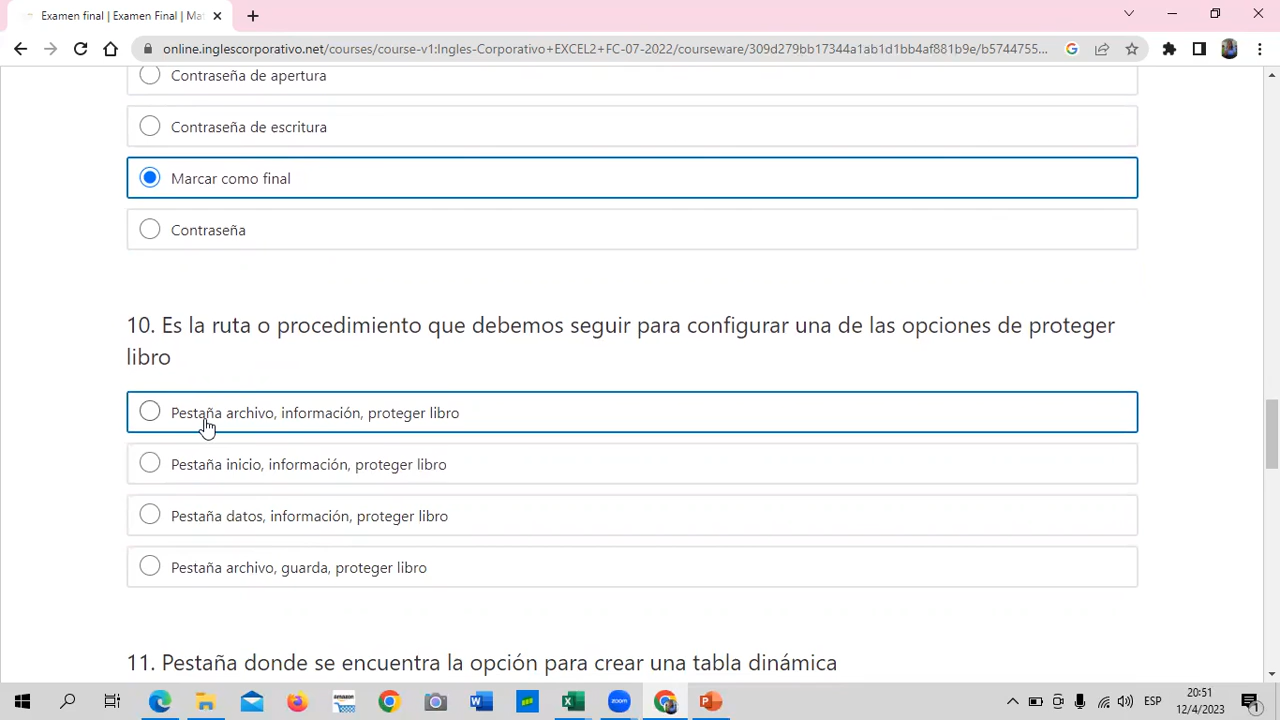 Examen final | Examen Final | Ma
online.inglescorporativo.net/courses/course-v1:Ingles-Corporativo+EXCEL2+FC-07-2022/courseware/309d279bb17344a1ab1d1bb4af881b9e/b5744755...
Contraseña de apertura
Contraseña de escritura
Marcar como final
Contraseña
10. Es la ruta o procedimiento que debemos seguir para configurar una de las opciones de proteger
libro
Pestaña archivo, información, proteger libro
Pestaña inicio, información, proteger libro
Pestaña datos, información, proteger libro
Pestaña archivo, guarda, proteger libro
11. Pestaña donde se encuentra la opción para crear una tabla dinámica
zoom
ESP
20:51
12/4/2023